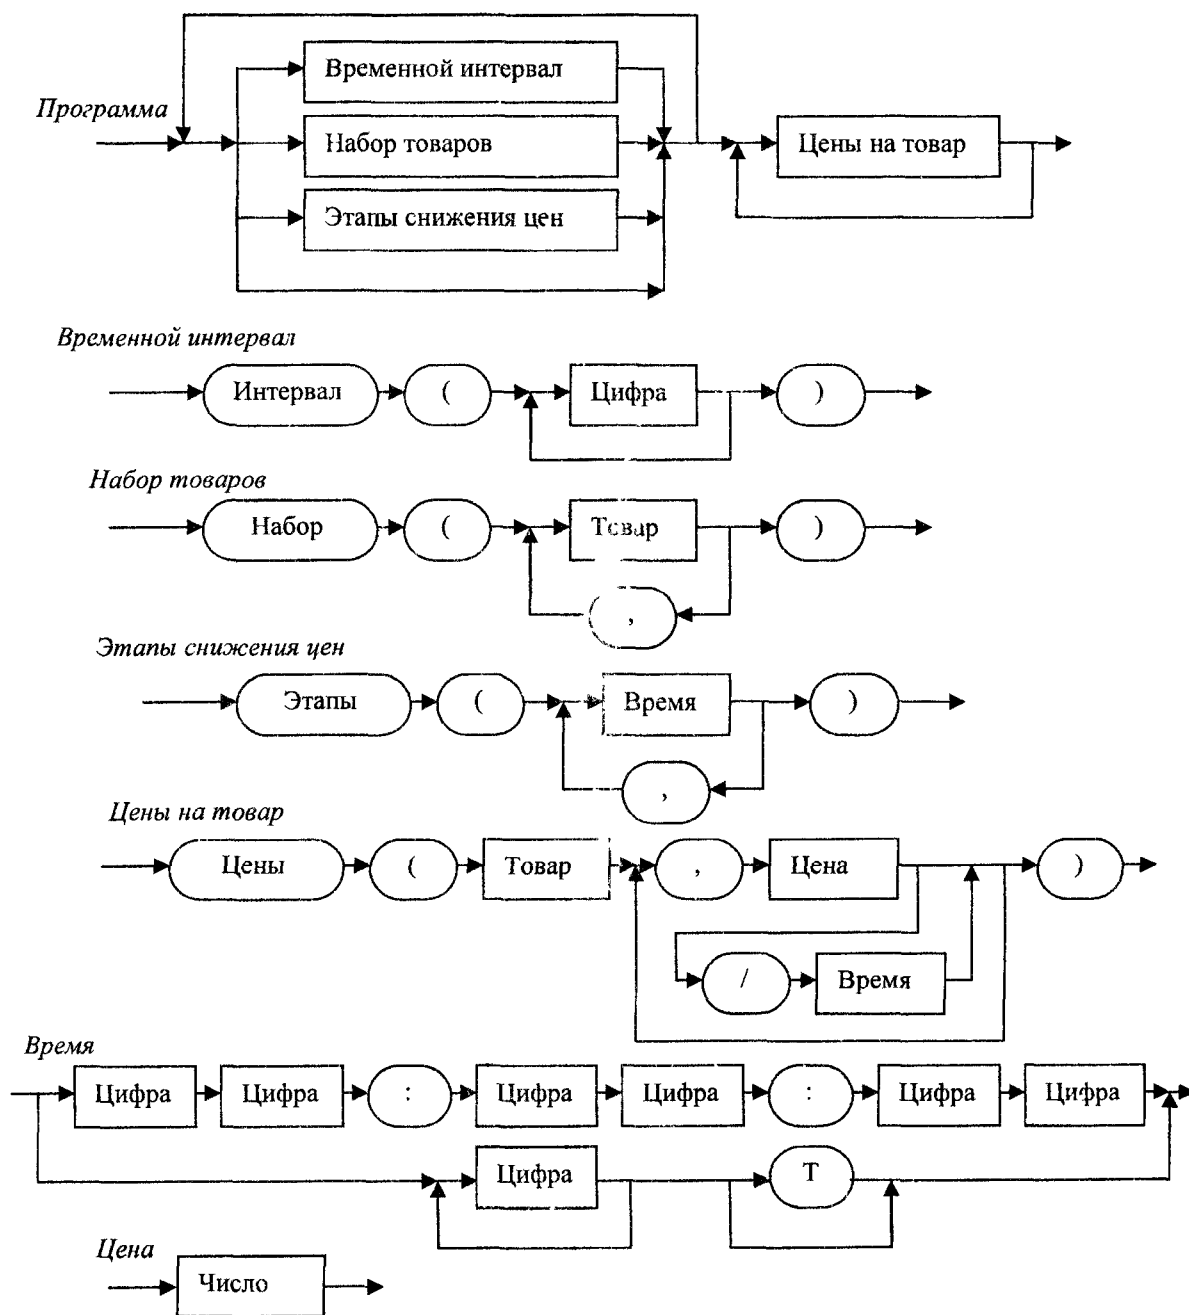 Временной интервал
Программа
Набор товаров
Цены на товар
Этапы снижения цен
Временной интервал
Интервал ( Цифра )
Набор товаров
Набор ( Товар )
,
Этапы снижения цен
Этапы ( Время )
,
Цены на товар
Цены ( Товар , Цена )
/ Время
Время
Цифра Цифра : Цифра Цифра : Цифра Цифра
Цифра Т
Цена
Число